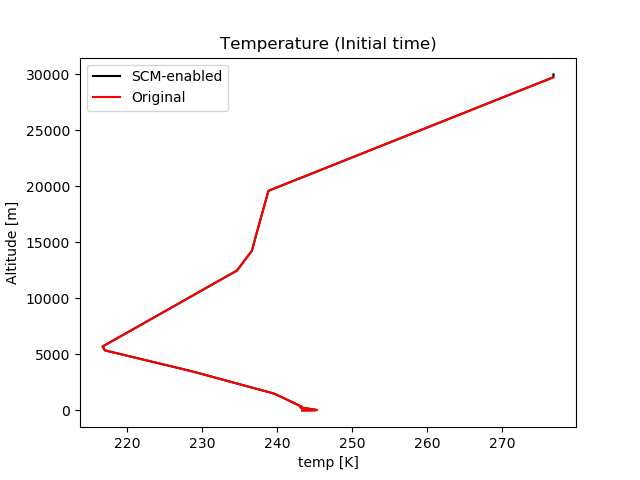 Temperature (Initial time)
SCM-enabled
Original
30000
25000
20000
15000
10000
5000
0
Altitude [m]
220 230 240 250 260 270
temp [K]